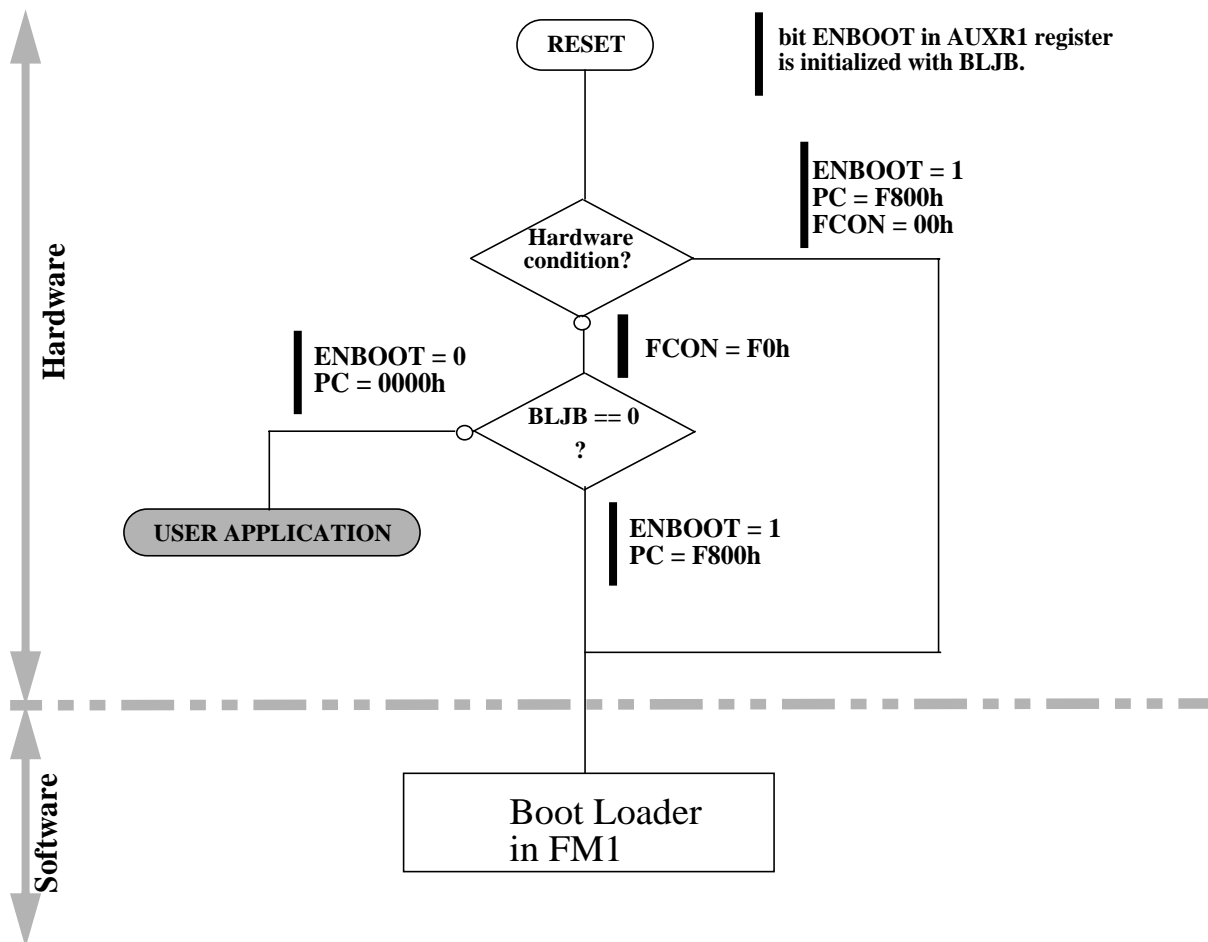 RESET
bit ENBOOT in AUXR1 register
is initialized with BLJB.
ENBOOT = 1
PC = F800h
FCON = 00h
Hardware
condition?
Hardware
FCON = F0h
ENBOOT = 0
PC = 0000h
BLJB == 0
?
USER APPLICATION
ENBOOT = 1
PC = F800h
Software
Boot Loader
in FM1